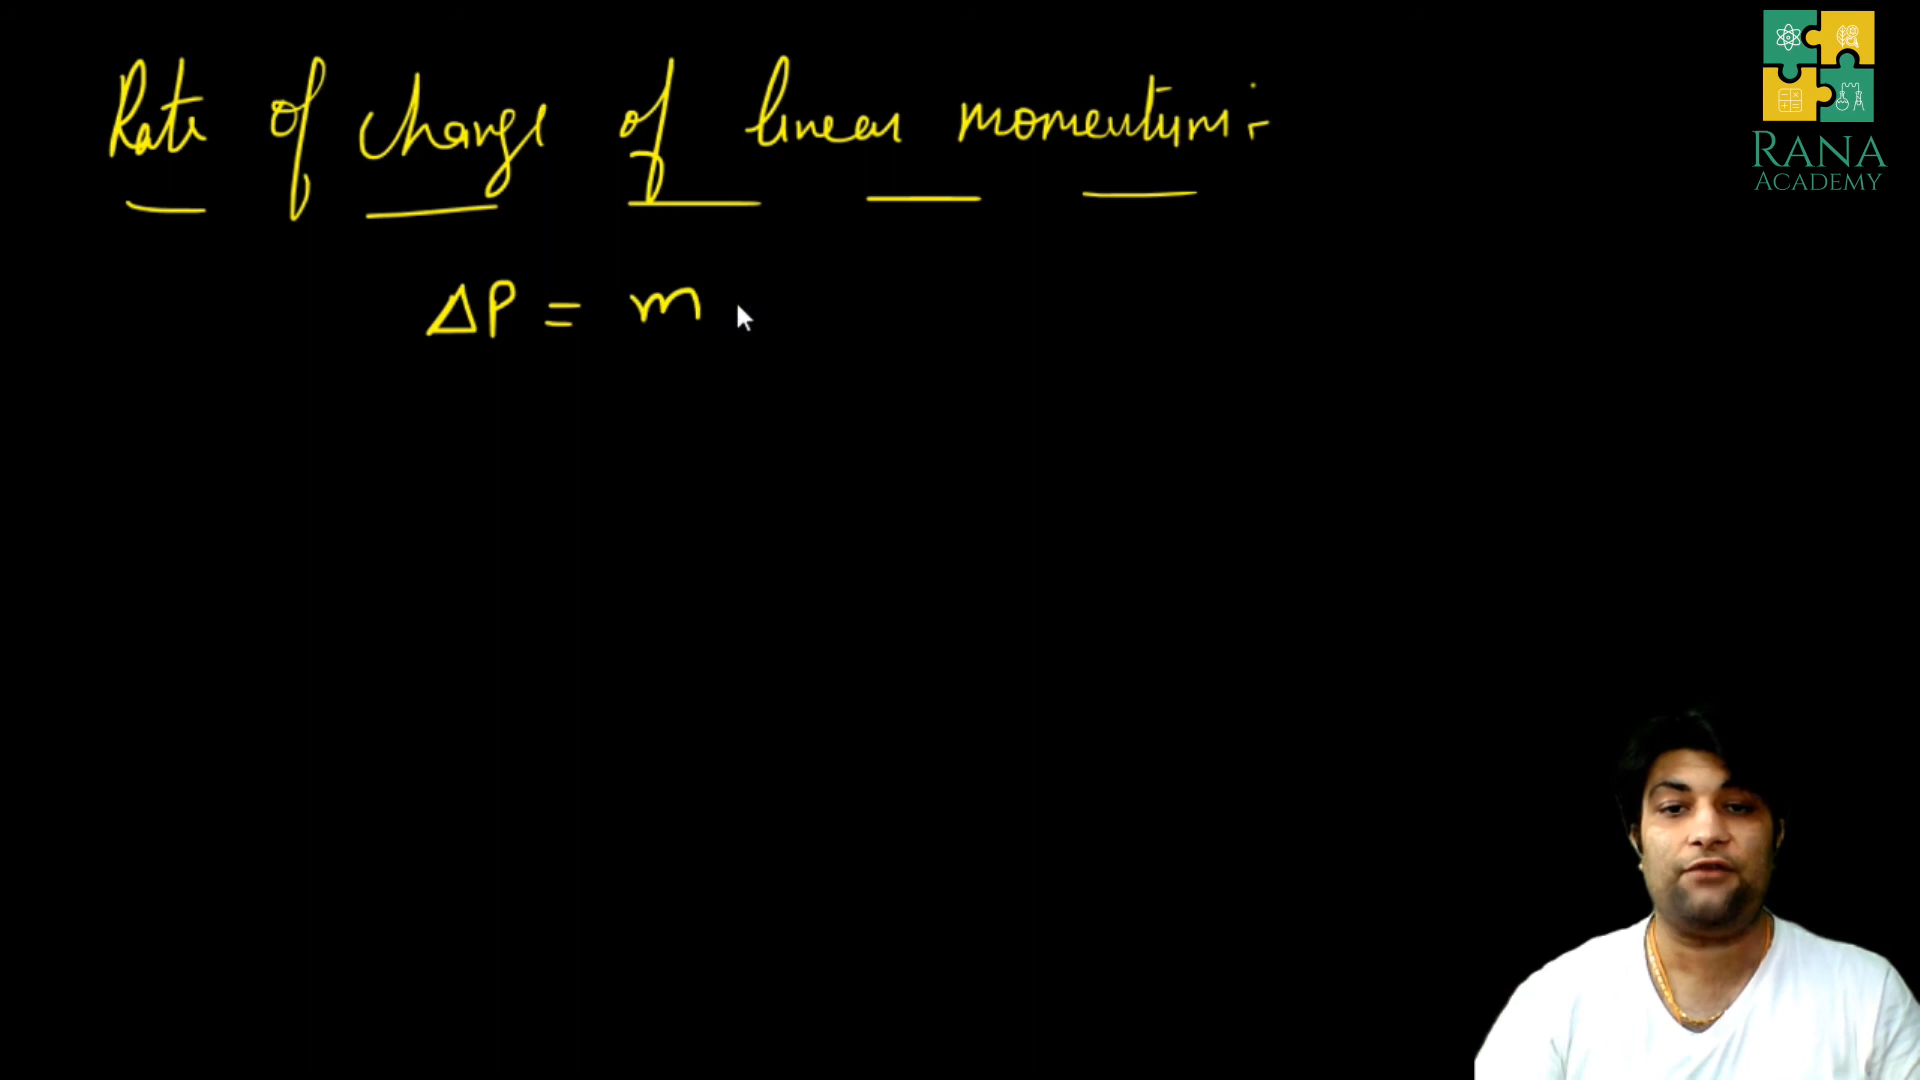 Rate of change of linear momentum:-
ΔP = m
RANA
ACADEMY